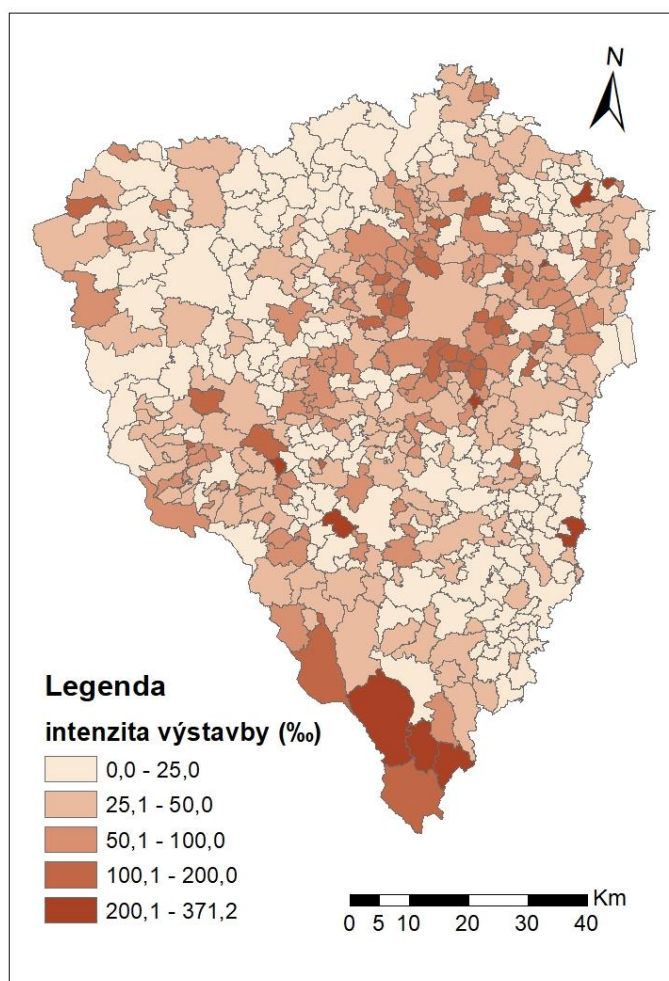 N
Legenda
intenzita výstavby (‰)
0,0 - 25,0
25,1 - 50,0
50,1 - 100,0
100,1 - 200,0
200,1 - 371,2
Km
0 5 10 20 30 40